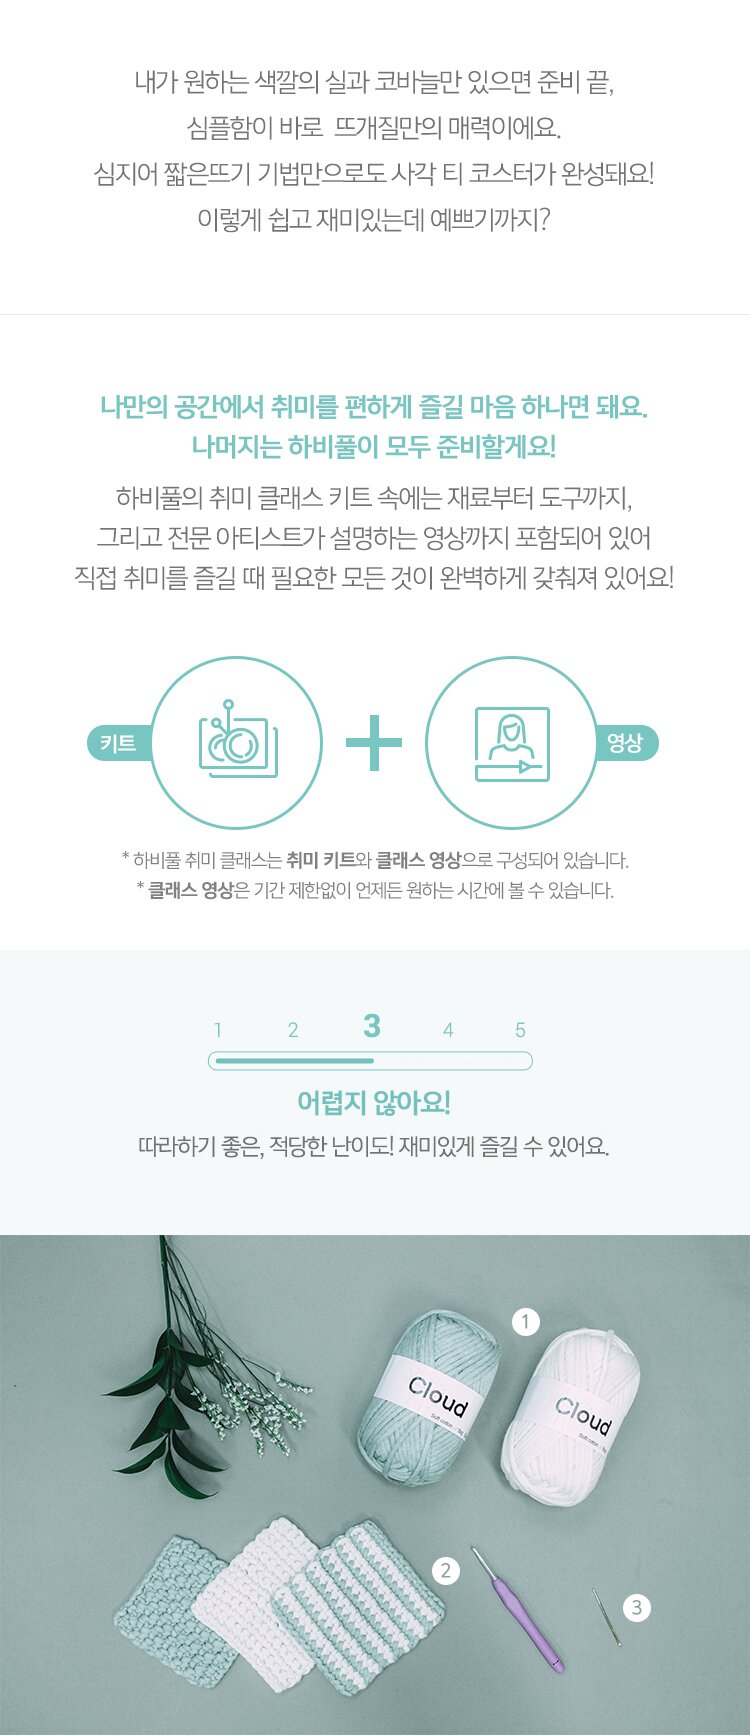 내가 원하는 색깔의 실과 코바늘만 있으면 준비 끝,
심플함이 바로 뜨개질만의 매력이에요.
심지어 짧은뜨기 기법만으로도 사각 티 코스터가 완성돼요!
이렇게 쉽고 재미있는데 예쁘기까지?
나만의 공간에서 취미를 편하게 즐길 마음 하나면 돼요.
나머지는 하비풀이 모두 준비할게요!
하비풀의 취미 클래스 키트 속에는 재료부터 도구까지,
그리고 전문 아티스트가 설명하는 영상까지 포함되어 있어
직접 취미를 즐길 때 필요한 모든 것이 완벽하게 갖춰져 있어요!
키트
영상
* 하비풀 취미 클래스는 취미 키트와 클래스 영상으로 구성되어 있습니다.
* 클래스 영상은 기간 제한없이 언제든 원하는 시간에 볼 수 있습니다.
1 2 3 4 5
어렵지 않아요!
따라하기 좋은, 적당한 난이도! 재미있게 즐길 수 있어요.
1
Cloud
Soft cotton
Cloud
Soft cotton
2
3